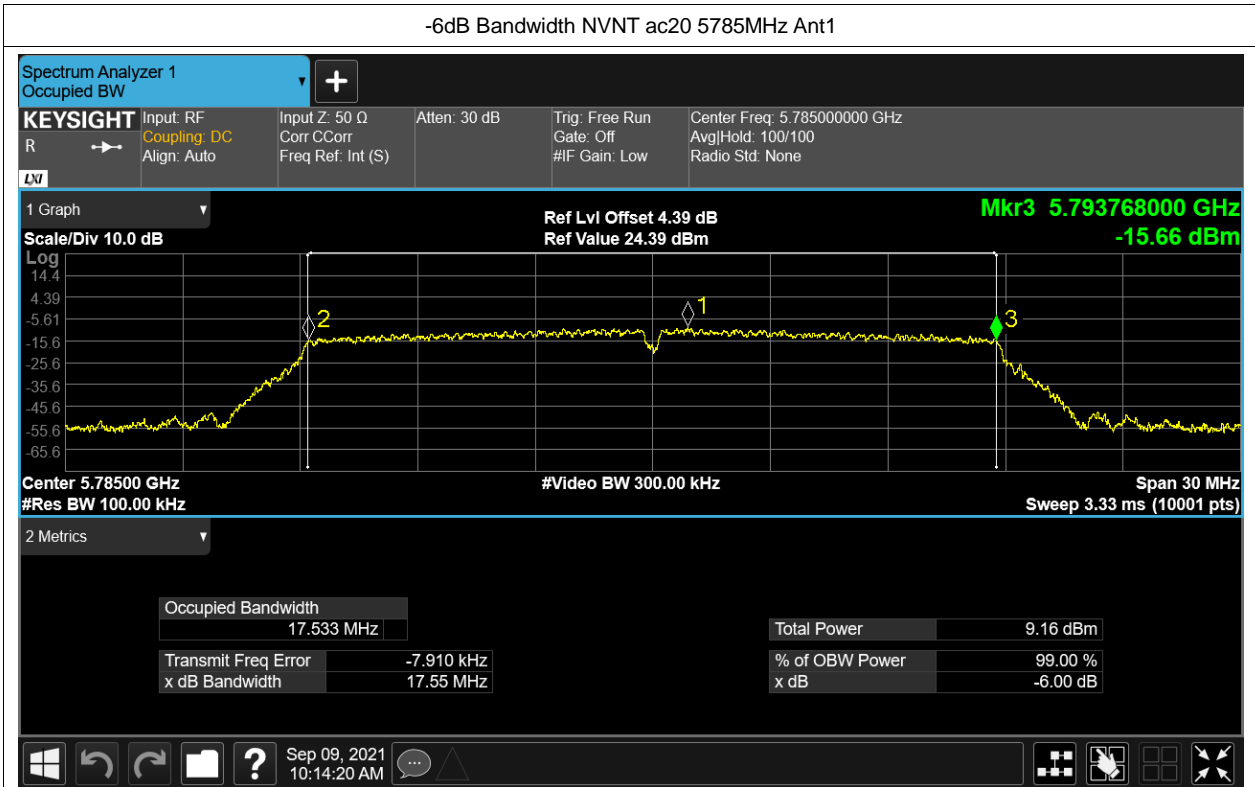 -6dB Bandwidth NVNT ac20 5785MHz Ant1
Spectrum Analyzer 1
Occupied BW
KEYSIGHT
R
LXI
Input: RF
Coupling: DC
Align: Auto
Input Z: 50 Ω
Corr CCorr
Freq Ref: Int (S)
Atten: 30 dB
Trig: Free Run
Gate: Off
#IF Gain: Low
Center Freq: 5.785000000 GHz
Avg|Hold: 100/100
Radio Std: None
1 Graph
Scale/Div 10.0 dB
Ref Lvl Offset 4.39 dB
Ref Value 24.39 dBm
Mkr3 5.793768000 GHz
-15.66 dBm
Log
14.4
4.39
-5.61
-15.6
-25.6
-35.6
-45.6
-55.6
-65.6
2
1
3
Center 5.78500 GHz
#Res BW 100.00 kHz
#Video BW 300.00 kHz
Span 30 MHz
Sweep 3.33 ms (10001 pts)
2 Metrics
Occupied Bandwidth
17.533 MHz
Transmit Freq Error -7.910 kHz
x dB Bandwidth 17.55 MHz
Total Power 9.16 dBm
% of OBW Power 99.00 %
x dB -6.00 dB
?
Sep 09, 2021
10:14:20 AM